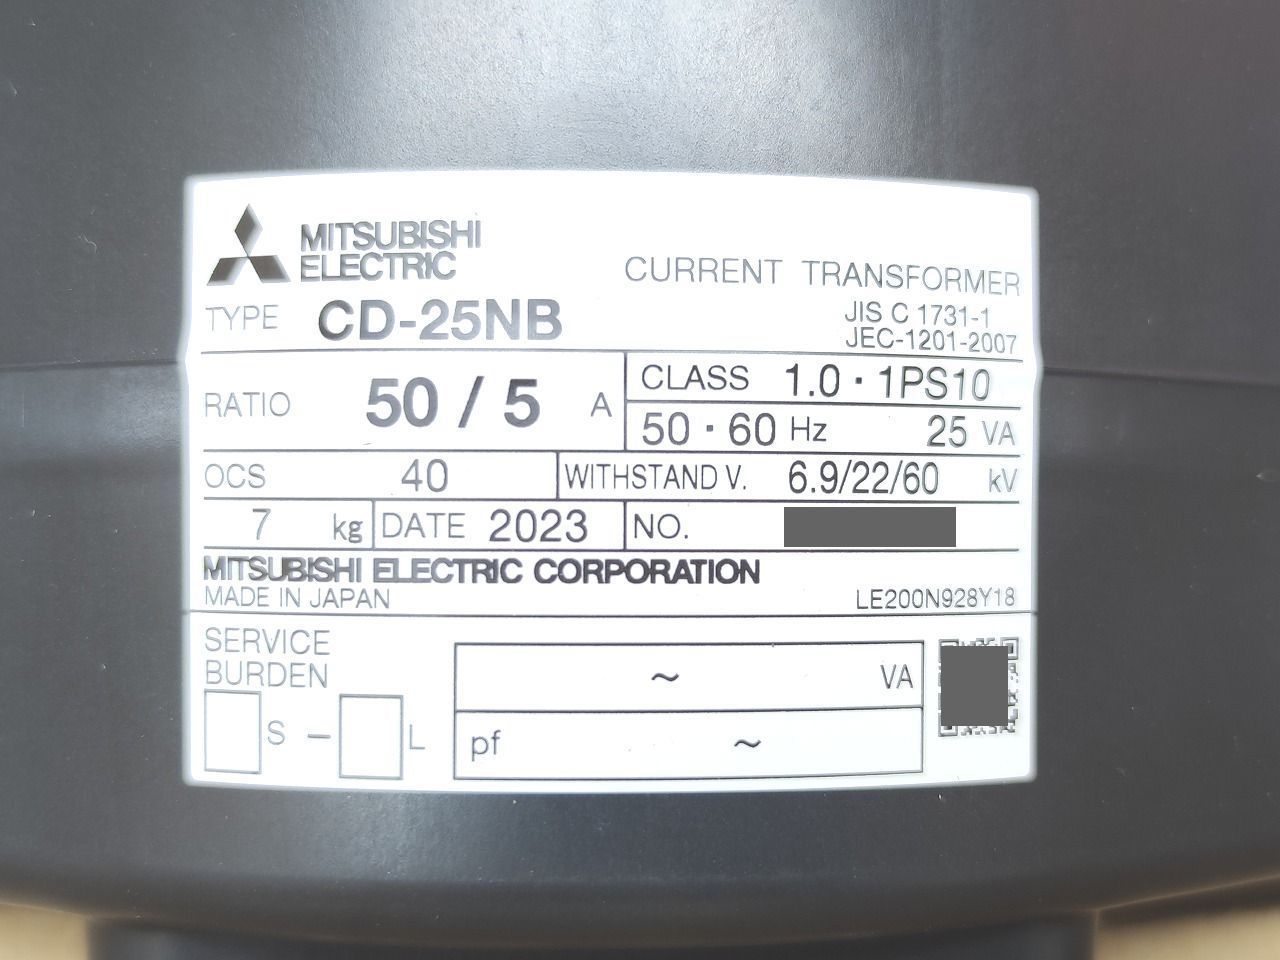 MITSUBISHI
ELECTRIC
CURRENT TRANSFORMER
TYPE CD-25NB
JIS C 1731-1
JEC-1201-2007
RATIO 50 / 5 A
CLASS 1.0・1PS10
50・60 Hz 25 VA
OCS 40 WITHSTAND V. 6.9/22/60 kV
7 kg DATE 2023 NO.
MITSUBISHI ELECTRIC CORPORATION
MADE IN JAPAN LE200N928Y18
SERVICE
BURDEN
～ VA
S － L
pf ～